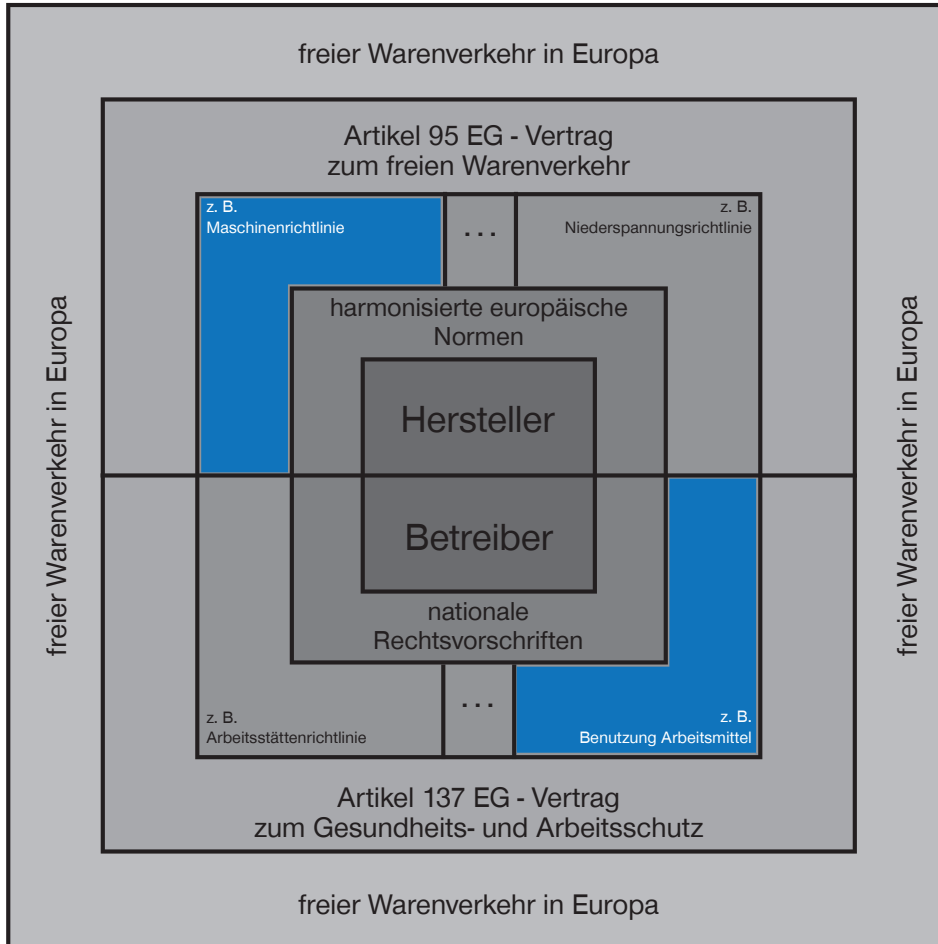 freier Warenverkehr in Europa
Artikel 95 EG - Vertrag
zum freien Warenverkehr
z. B.
Maschinenrichtlinie
...
z. B.
Niederspannungsrichtlinie
harmonisierte europäische
Normen
Hersteller
freier Warenverkehr in Europa
freier Warenverkehr in Europa
Betreiber
nationale
Rechtsvorschriften
z. B.
Arbeitsstättenrichtlinie
...
z. B.
Benutzung Arbeitsmittel
Artikel 137 EG - Vertrag
zum Gesundheits- und Arbeitsschutz
freier Warenverkehr in Europa